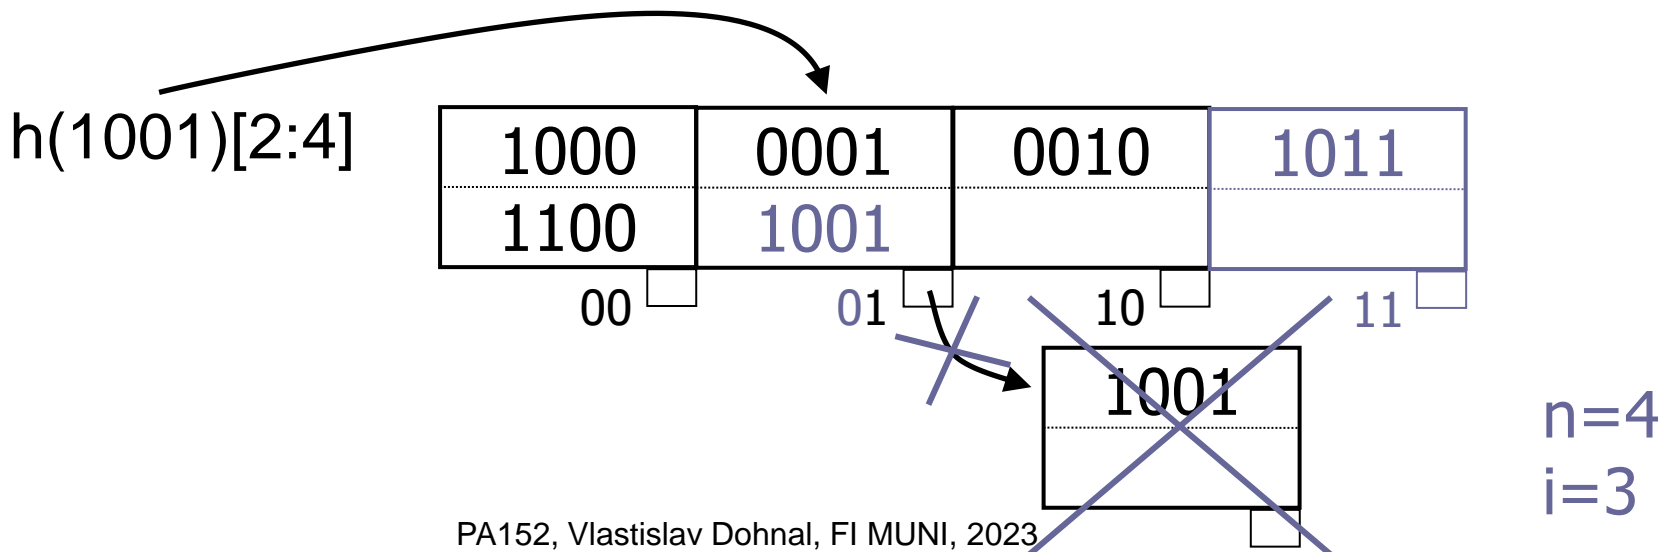 h(1001)[2:4]
1000 0001 0010 1011
1100 1001
00 01 10 11
1001
n=4
i=3
PA152, Vlastislav Dohnal, FI MUNI, 2023